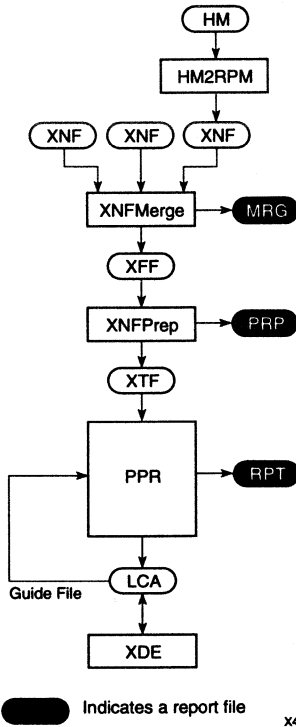 HM
HM2RPM
XNF XNF XNF
XNFMerge MRG
XFF
XNFPrep PRP
XTF
PPR RPT
LCA
Guide File
XDE
Indicates a report file
X4